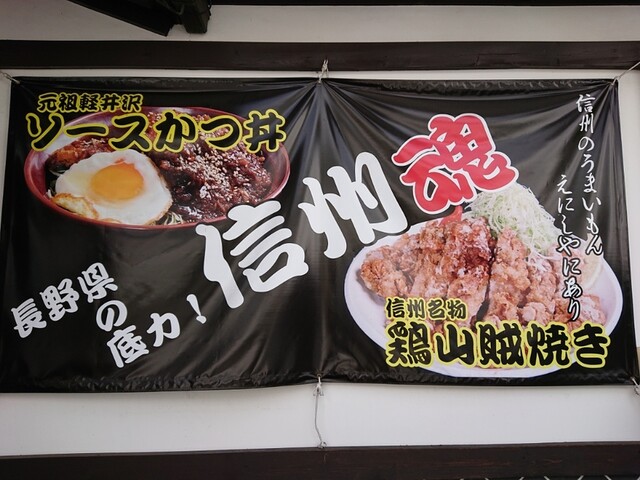 元祖軽井沢
ソースかつ丼
信州魂
長野県
の
底力！
信州のうまいもん
えにしやにあり
信州名物
鶏山賊焼き